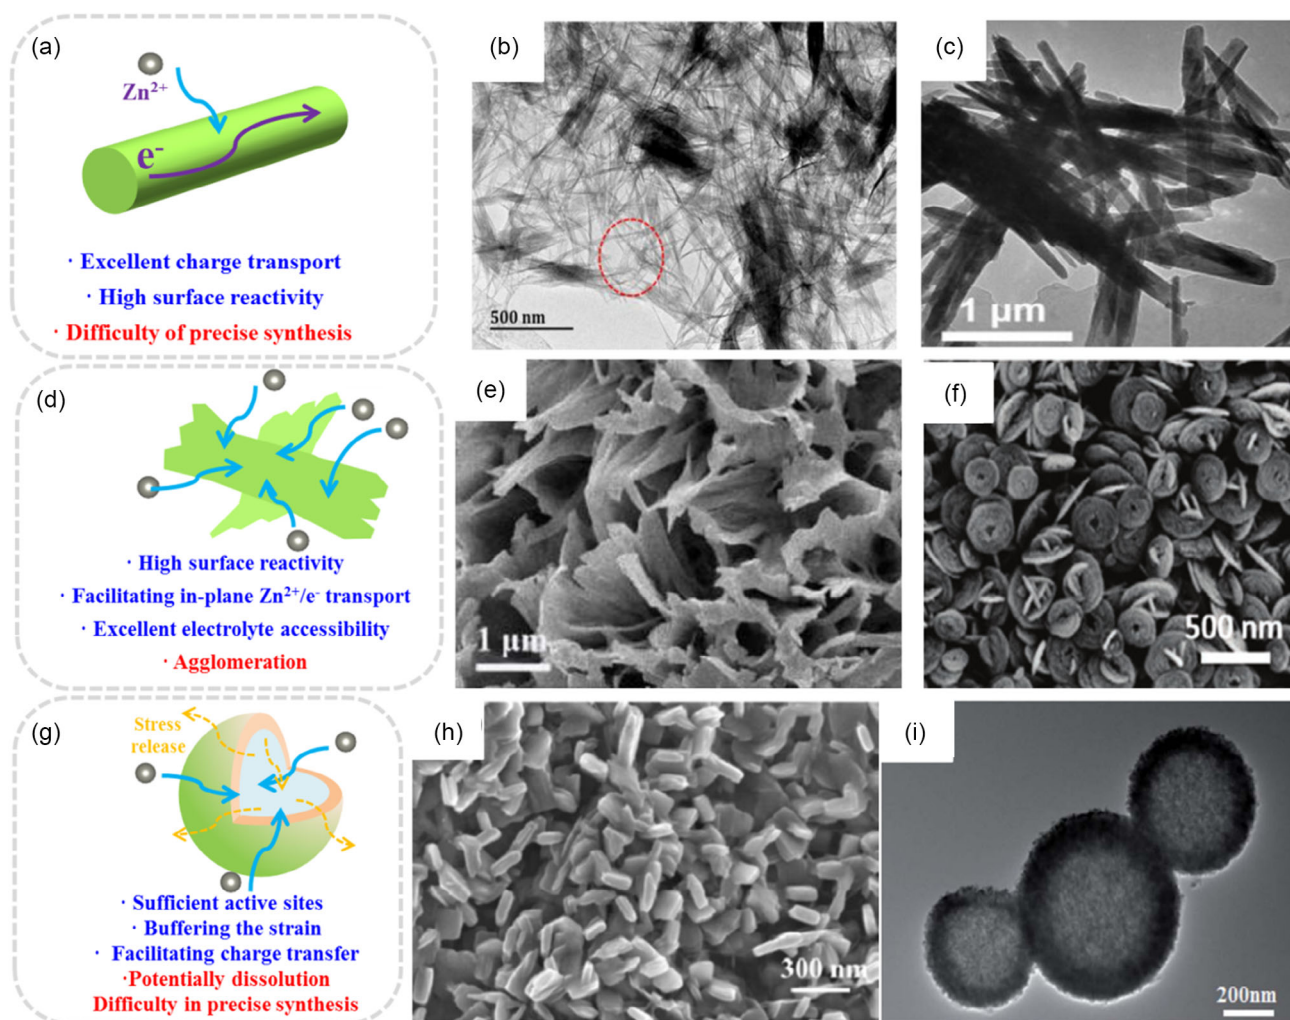 (a)
Zn²⁺
e⁻
· Excellent charge transport
· High surface reactivity
· Difficulty of precise synthesis
(b)
500 nm
(c)
1 µm
(d)
· High surface reactivity
· Facilitating in-plane Zn²⁺/e⁻ transport
· Excellent electrolyte accessibility
· Agglomeration
(e)
1 µm
(f)
500 nm
(g)
Stress
release
· Sufficient active sites
· Buffering the strain
· Facilitating charge transfer
·Potentially dissolution
Difficulty in precise synthesis
(h)
300 nm
(i)
200nm